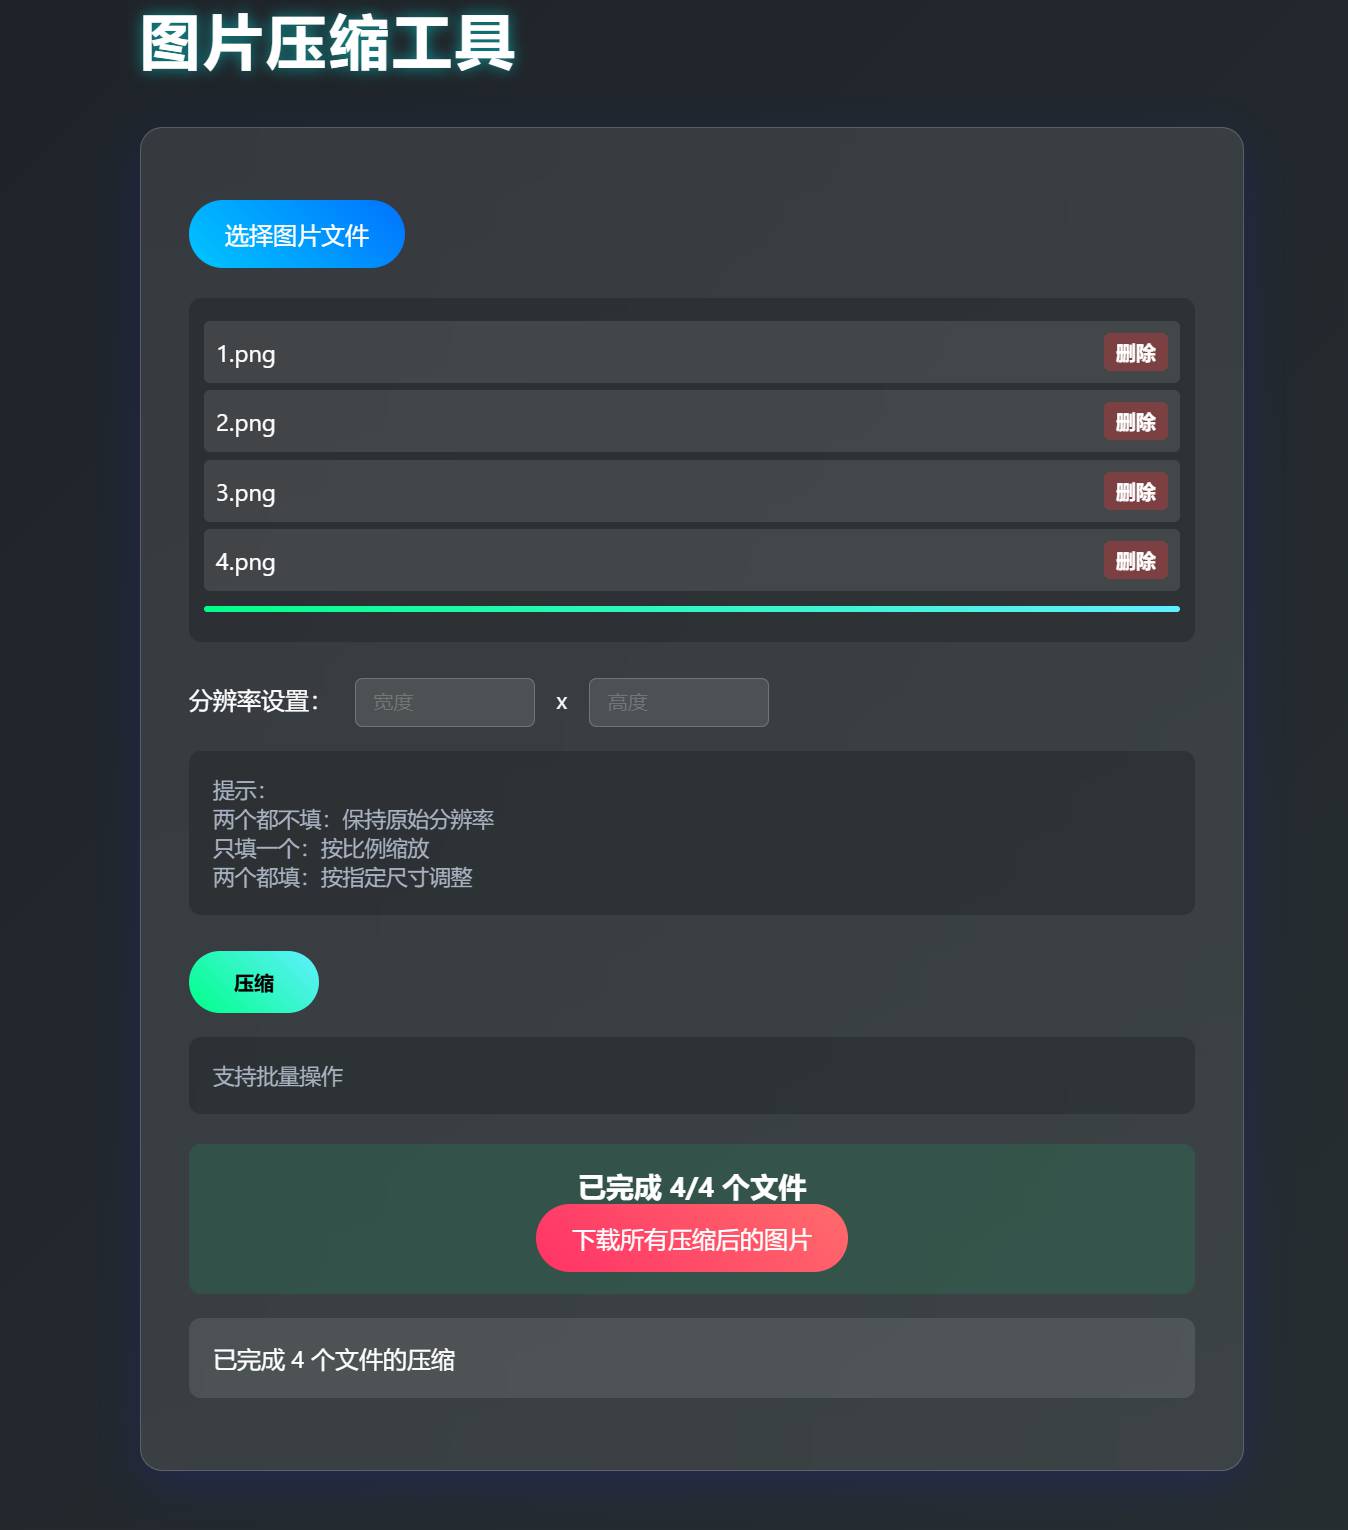 图片压缩工具
选择图片文件
1.png 删除
2.png 删除
3.png 删除
4.png 删除
分辨率设置： 宽度 x 高度
提示：
两个都不填：保持原始分辨率
只填一个：按比例缩放
两个都填：按指定尺寸调整
压缩
支持批量操作
已完成 4/4 个文件
下载所有压缩后的图片
已完成 4 个文件的压缩